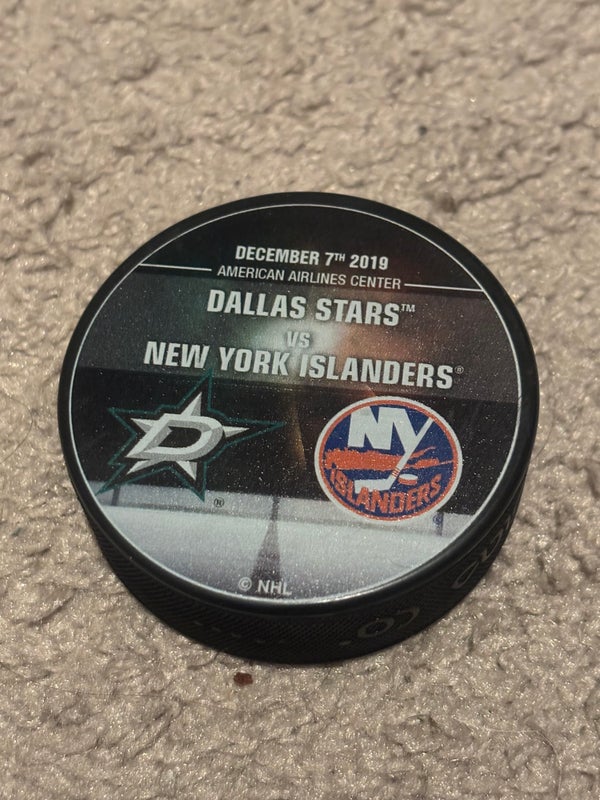 DECEMBER 7TH 2019
AMERICAN AIRLINES CENTER
DALLAS STARS™
VS
NEW YORK ISLANDERS®
D
®
NY
ISLANDERS
© NHL